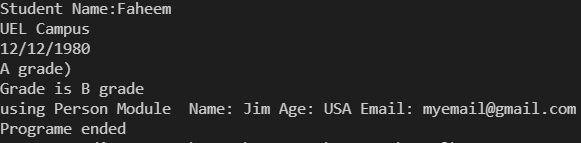 Student Name:Faheem
UEL Campus
12/12/1980
A grade)
Grade is B grade
using Person Module  Name: Jim Age: USA Email: myemail@gmail.com
Programe ended